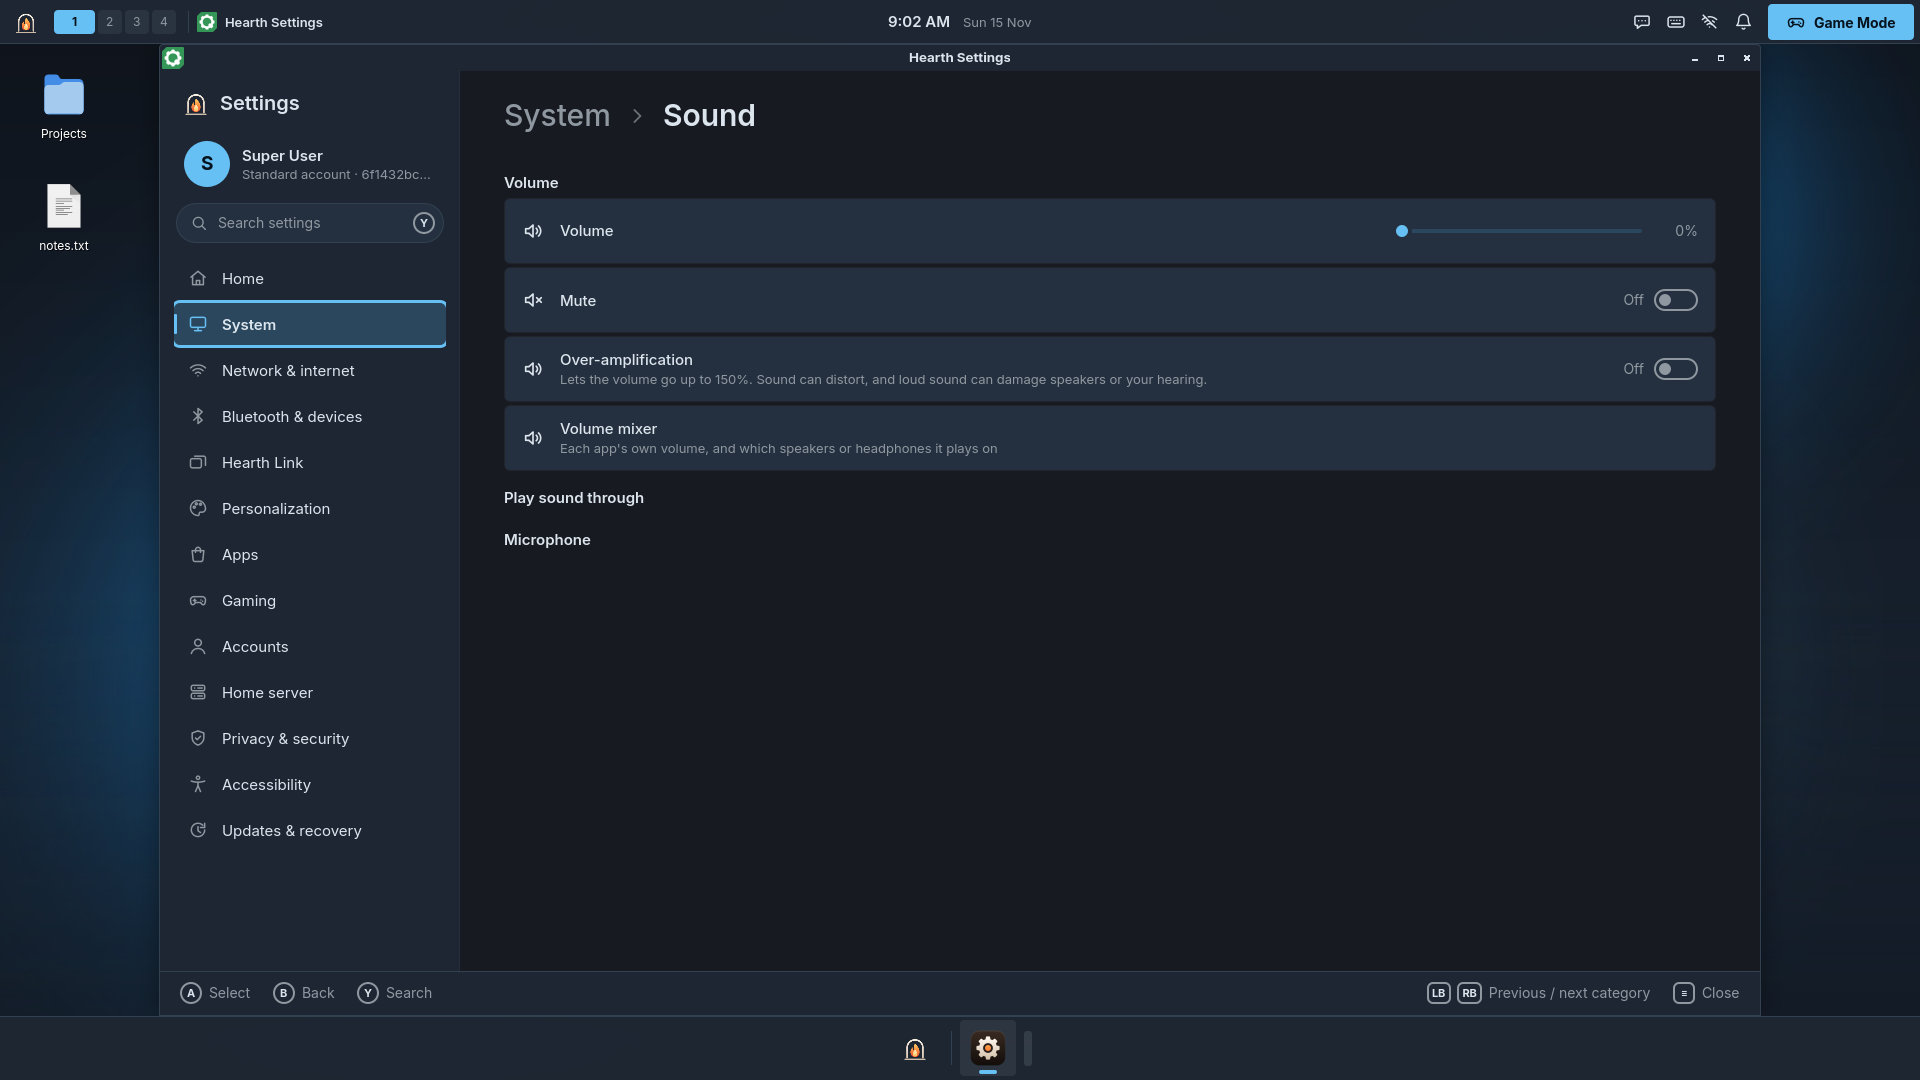 1 2 3 4 Hearth Settings 9:02 AM Sun 15 Nov Game Mode
Hearth Settings
Projects
notes.txt
Settings
S
Super User
Standard account · 6f1432bc...
Search settings Y
Home
System
Network & internet
Bluetooth & devices
Hearth Link
Personalization
Apps
Gaming
Accounts
Home server
Privacy & security
Accessibility
Updates & recovery
System > Sound
Volume
Volume 0%
Mute Off
Over-amplification
Lets the volume go up to 150%. Sound can distort, and loud sound can damage speakers or your hearing.
Off
Volume mixer
Each app's own volume, and which speakers or headphones it plays on
Play sound through
Microphone
A Select B Back Y Search LB RB Previous / next category Close